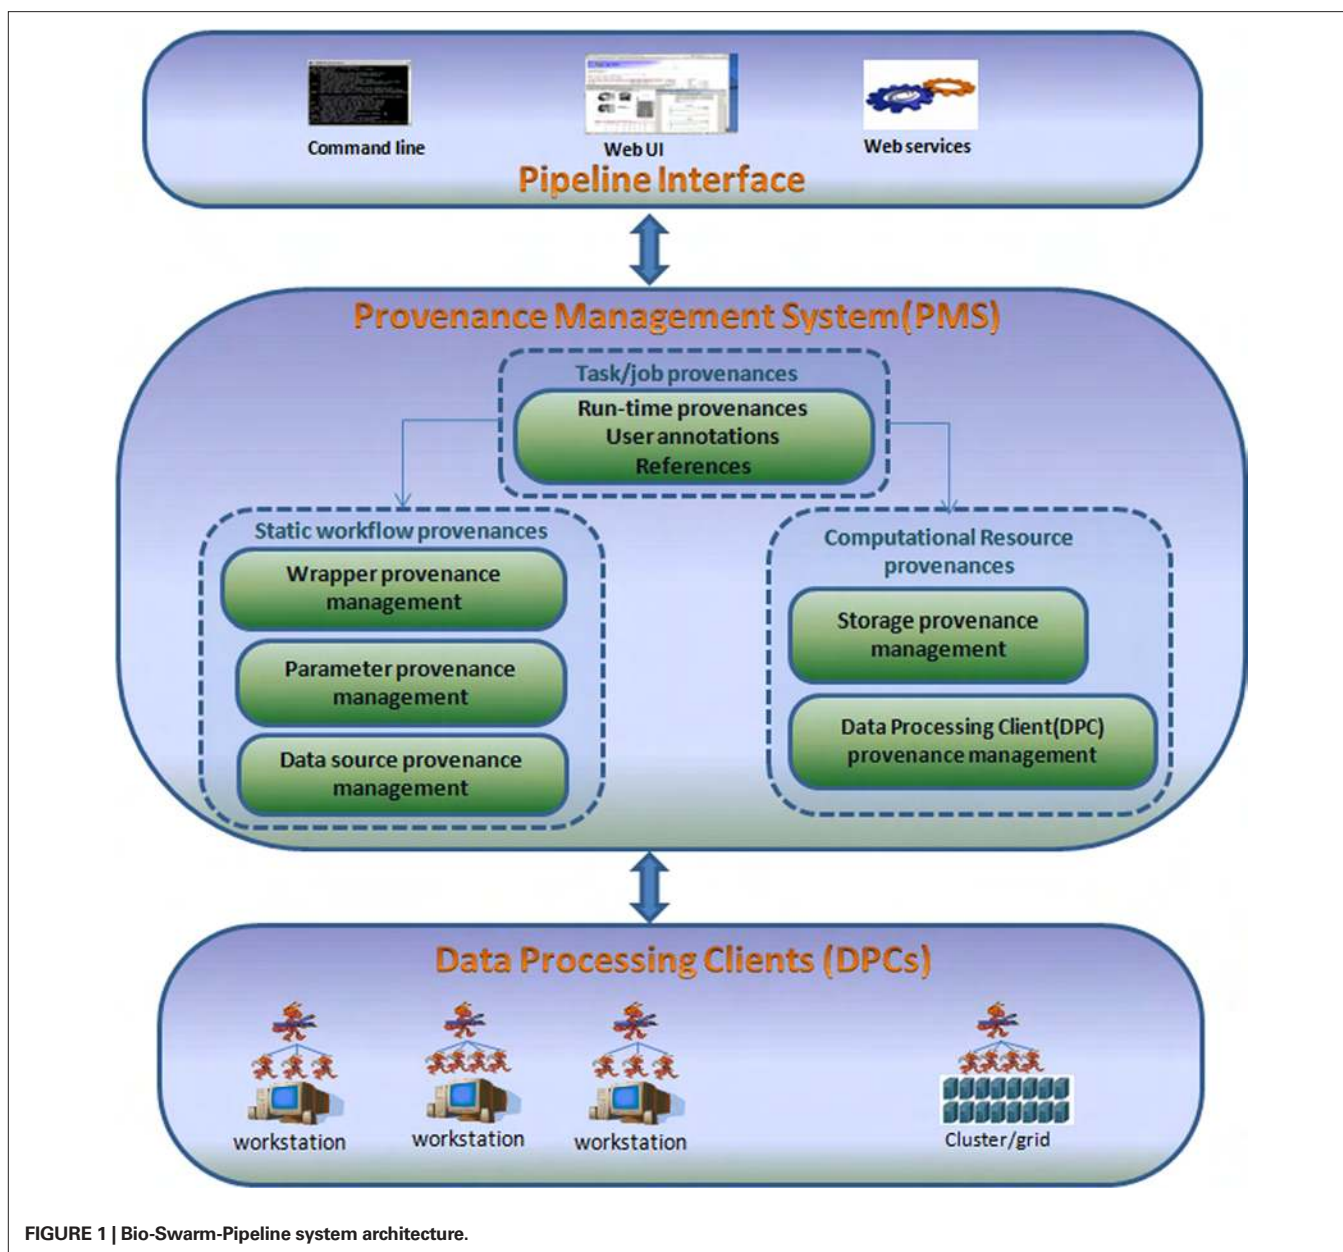 Command line
Web UI
Web services
Pipeline Interface
Provenance Management System(PMS)
Task/job provenances
Run-time provenances
User annotations
References
Static workflow provenances
Wrapper provenance
management
Parameter provenance
management
Data source provenance
management
Computational Resource
provenances
Storage provenance
management
Data Processing Client(DPC)
provenance management
Data Processing Clients (DPCs)
workstation
workstation
workstation
Cluster/grid
FIGURE 1 | Bio-Swarm-Pipeline system architecture.